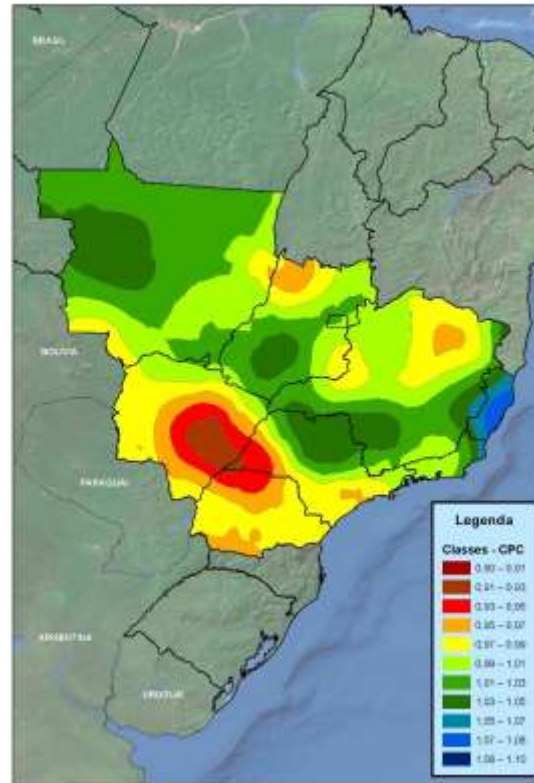 BRASIL
BOLIVIA
PARAGUAI
ARGENTINA
URUGUAI
Legenda
Classes - CPC
0.90 – 0.91
0.91 – 0.93
0.93 – 0.95
0.95 – 0.97
0.97 – 0.99
0.99 – 1.01
1.01 – 1.03
1.03 – 1.05
1.05 – 1.07
1.07 – 1.08
1.08 – 1.10